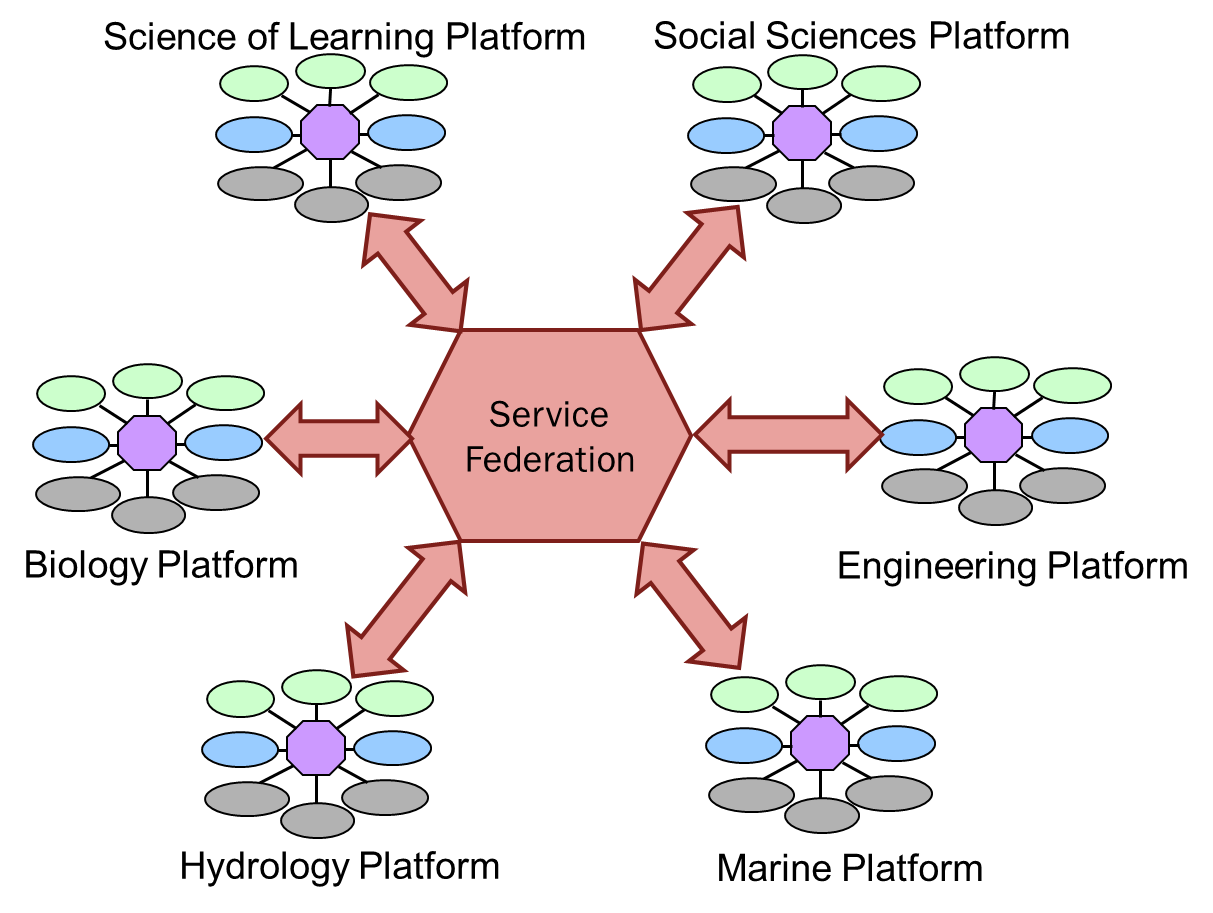 Science of Learning Platform
Social Sciences Platform
Service
Federation
Biology Platform
Engineering Platform
Hydrology Platform
Marine Platform